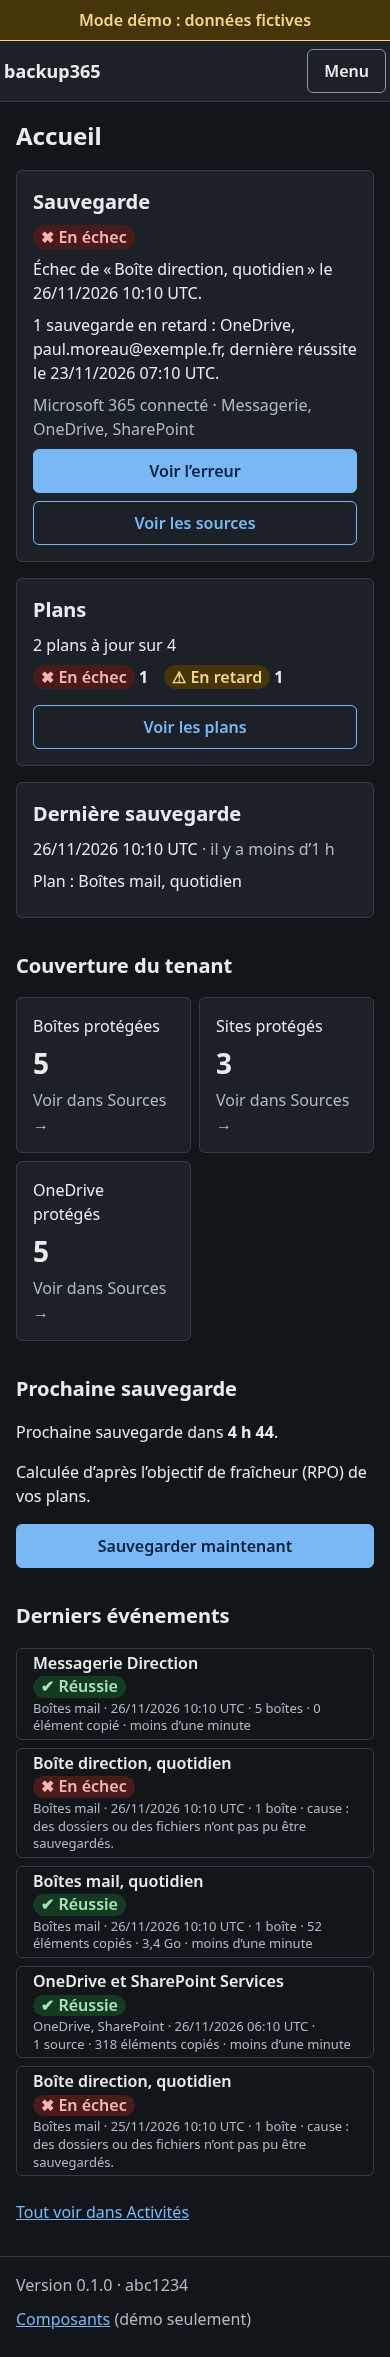 Mode démo : données fictives
backup365
Menu
Accueil
Sauvegarde
✖ En échec
Échec de « Boîte direction, quotidien » le
26/11/2026 10:10 UTC.
1 sauvegarde en retard : OneDrive,
paul.moreau@exemple.fr, dernière réussite
le 23/11/2026 07:10 UTC.
Microsoft 365 connecté · Messagerie,
OneDrive, SharePoint
Voir l’erreur
Voir les sources
Plans
2 plans à jour sur 4
✖ En échec 1 ⚠ En retard 1
Voir les plans
Dernière sauvegarde
26/11/2026 10:10 UTC · il y a moins d’1 h
Plan : Boîtes mail, quotidien
Couverture du tenant
Boîtes protégées
5
Voir dans Sources
→
Sites protégés
3
Voir dans Sources
→
OneDrive
protégés
5
Voir dans Sources
→
Prochaine sauvegarde
Prochaine sauvegarde dans 4 h 44.
Calculée d’après l’objectif de fraîcheur (RPO) de
vos plans.
Sauvegarder maintenant
Derniers événements
Messagerie Direction
✔ Réussie
Boîtes mail · 26/11/2026 10:10 UTC · 5 boîtes · 0
élément copié · moins d’une minute
Boîte direction, quotidien
✖ En échec
Boîtes mail · 26/11/2026 10:10 UTC · 1 boîte · cause :
des dossiers ou des fichiers n’ont pas pu être
sauvegardés.
Boîtes mail, quotidien
✔ Réussie
Boîtes mail · 26/11/2026 10:10 UTC · 1 boîte · 52
éléments copiés · 3,4 Go · moins d’une minute
OneDrive et SharePoint Services
✔ Réussie
OneDrive, SharePoint · 26/11/2026 06:10 UTC ·
1 source · 318 éléments copiés · moins d’une minute
Boîte direction, quotidien
✖ En échec
Boîtes mail · 25/11/2026 10:10 UTC · 1 boîte · cause :
des dossiers ou des fichiers n’ont pas pu être
sauvegardés.
Tout voir dans Activités
Version 0.1.0 · abc1234
Composants (démo seulement)